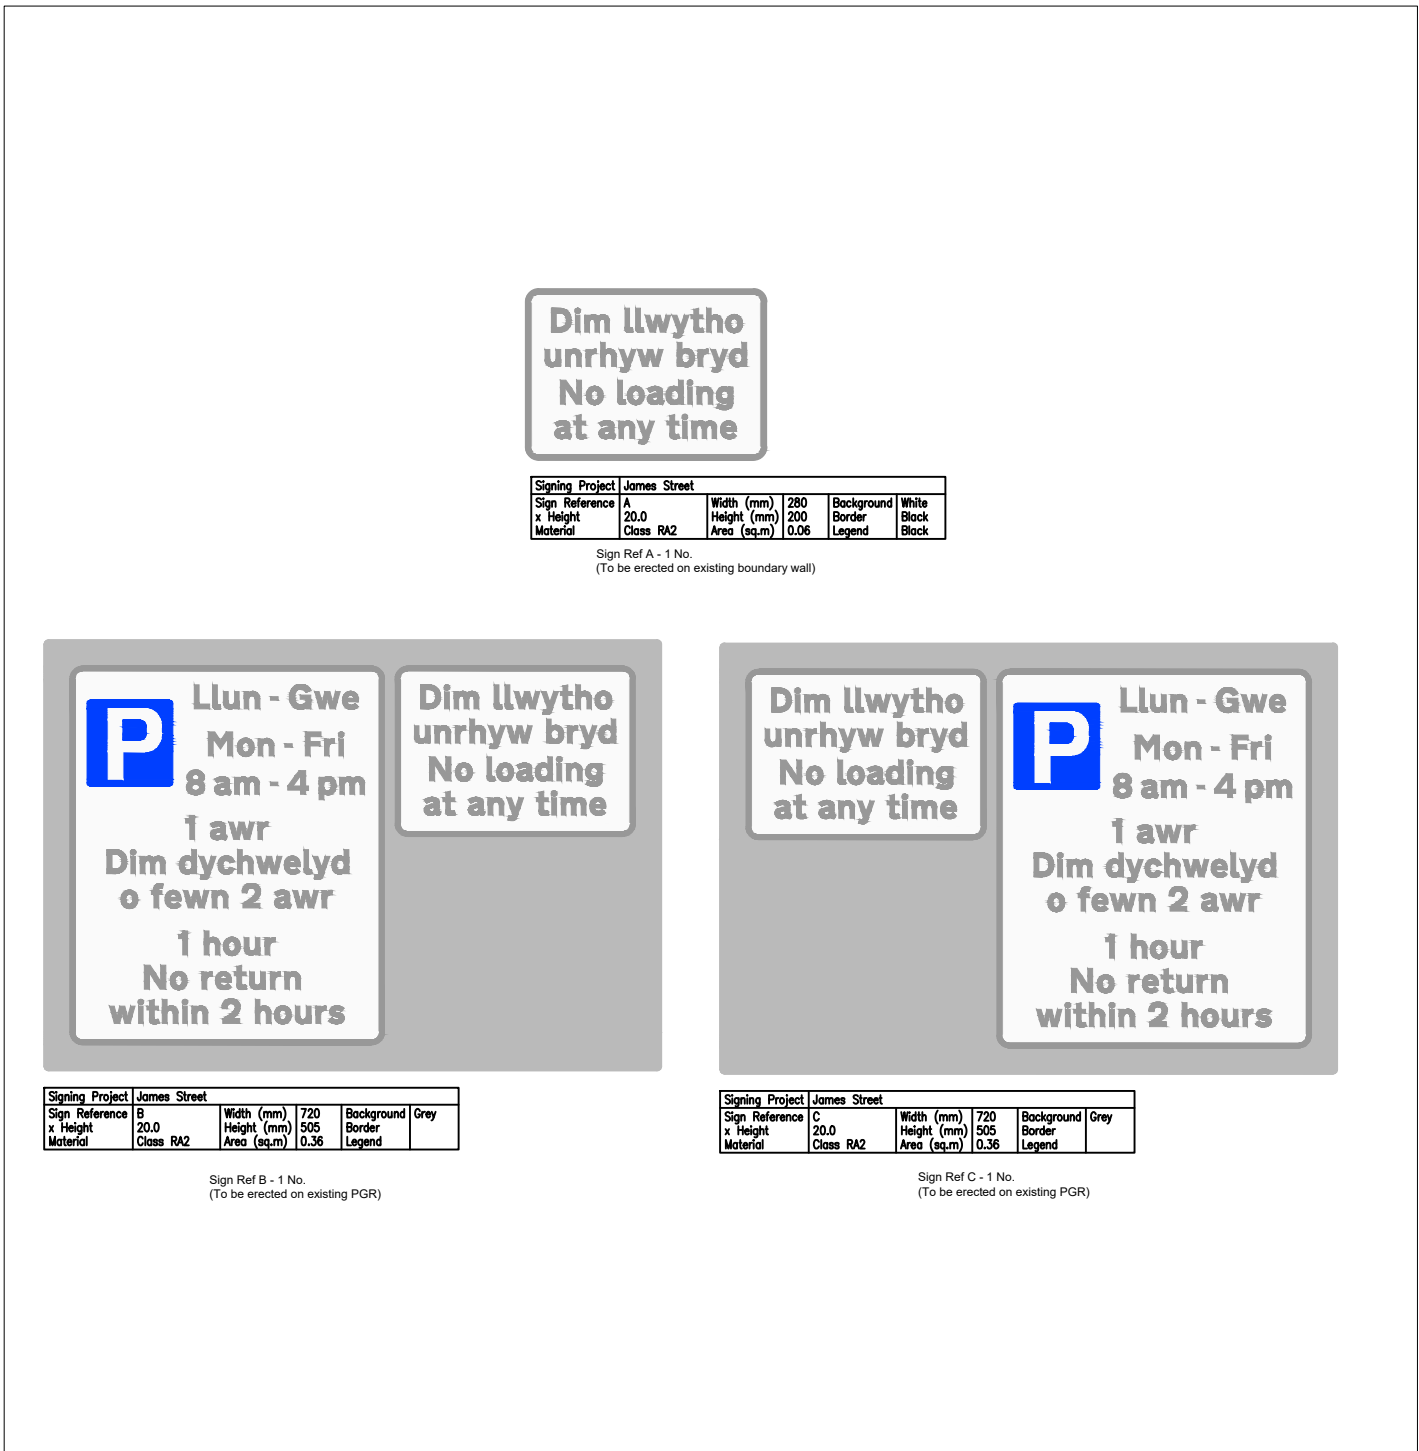 Dim llwytho
unrhyw bryd
No loading
at any time
Signing Project James Street
Sign Reference A Width (mm) 280 Background White
x Height 20.0 Height (mm) 200 Border Black
Material Class RA2 Area (sq.m) 0.06 Legend Black
Sign Ref A - 1 No.
(To be erected on existing boundary wall)
P
Llun - Gwe
Mon - Fri
8 am - 4 pm
1 awr
Dim dychwelyd
o fewn 2 awr
1 hour
No return
within 2 hours
Dim llwytho
unrhyw bryd
No loading
at any time
Signing Project James Street
Sign Reference B Width (mm) 720 Background Grey
x Height 20.0 Height (mm) 505 Border
Material Class RA2 Area (sq.m) 0.36 Legend
Sign Ref B - 1 No.
(To be erected on existing PGR)
Dim llwytho
unrhyw bryd
No loading
at any time
P
Llun - Gwe
Mon - Fri
8 am - 4 pm
1 awr
Dim dychwelyd
o fewn 2 awr
1 hour
No return
within 2 hours
Signing Project James Street
Sign Reference C Width (mm) 720 Background Grey
x Height 20.0 Height (mm) 505 Border
Material Class RA2 Area (sq.m) 0.36 Legend
Sign Ref C - 1 No.
(To be erected on existing PGR)